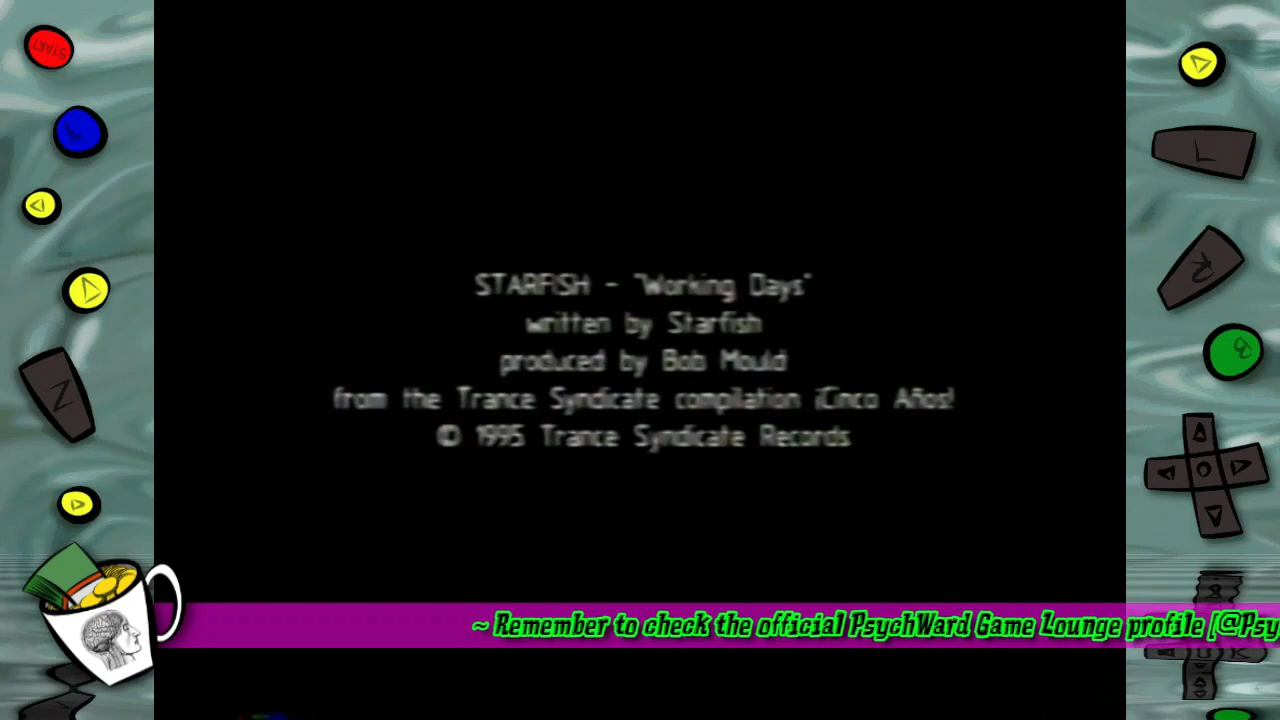 START
A
L
R
B
Z
STARFISH - "Working Days"
written by Starfish
produced by Bob Mould
from the Trance Syndicate compilation ¡Cinco Años!
© 1995 Trance Syndicate Records
~ Remember to check the official PsychWard Game Lounge profile [@Psy